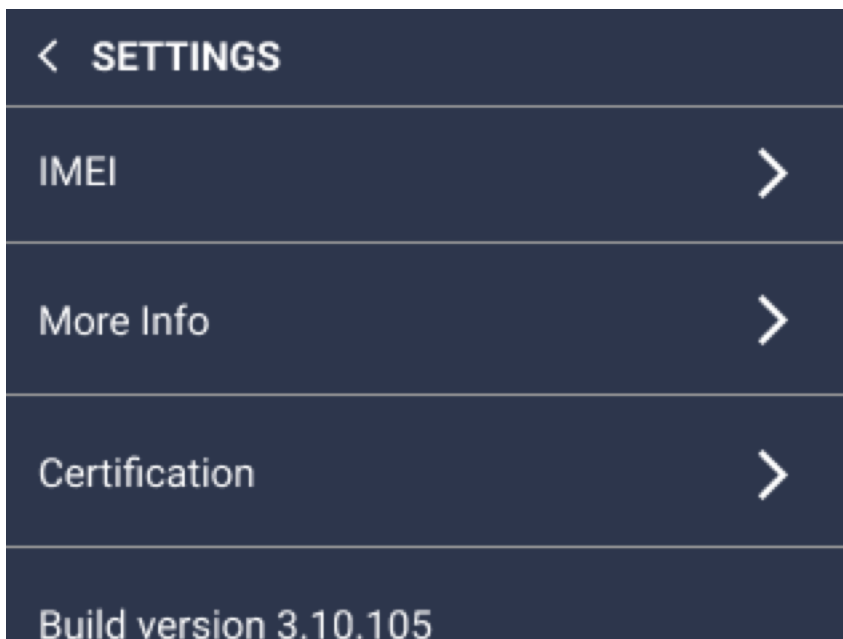 SETTINGS
IMEI
More Info
Certification
Build version 3.10.105